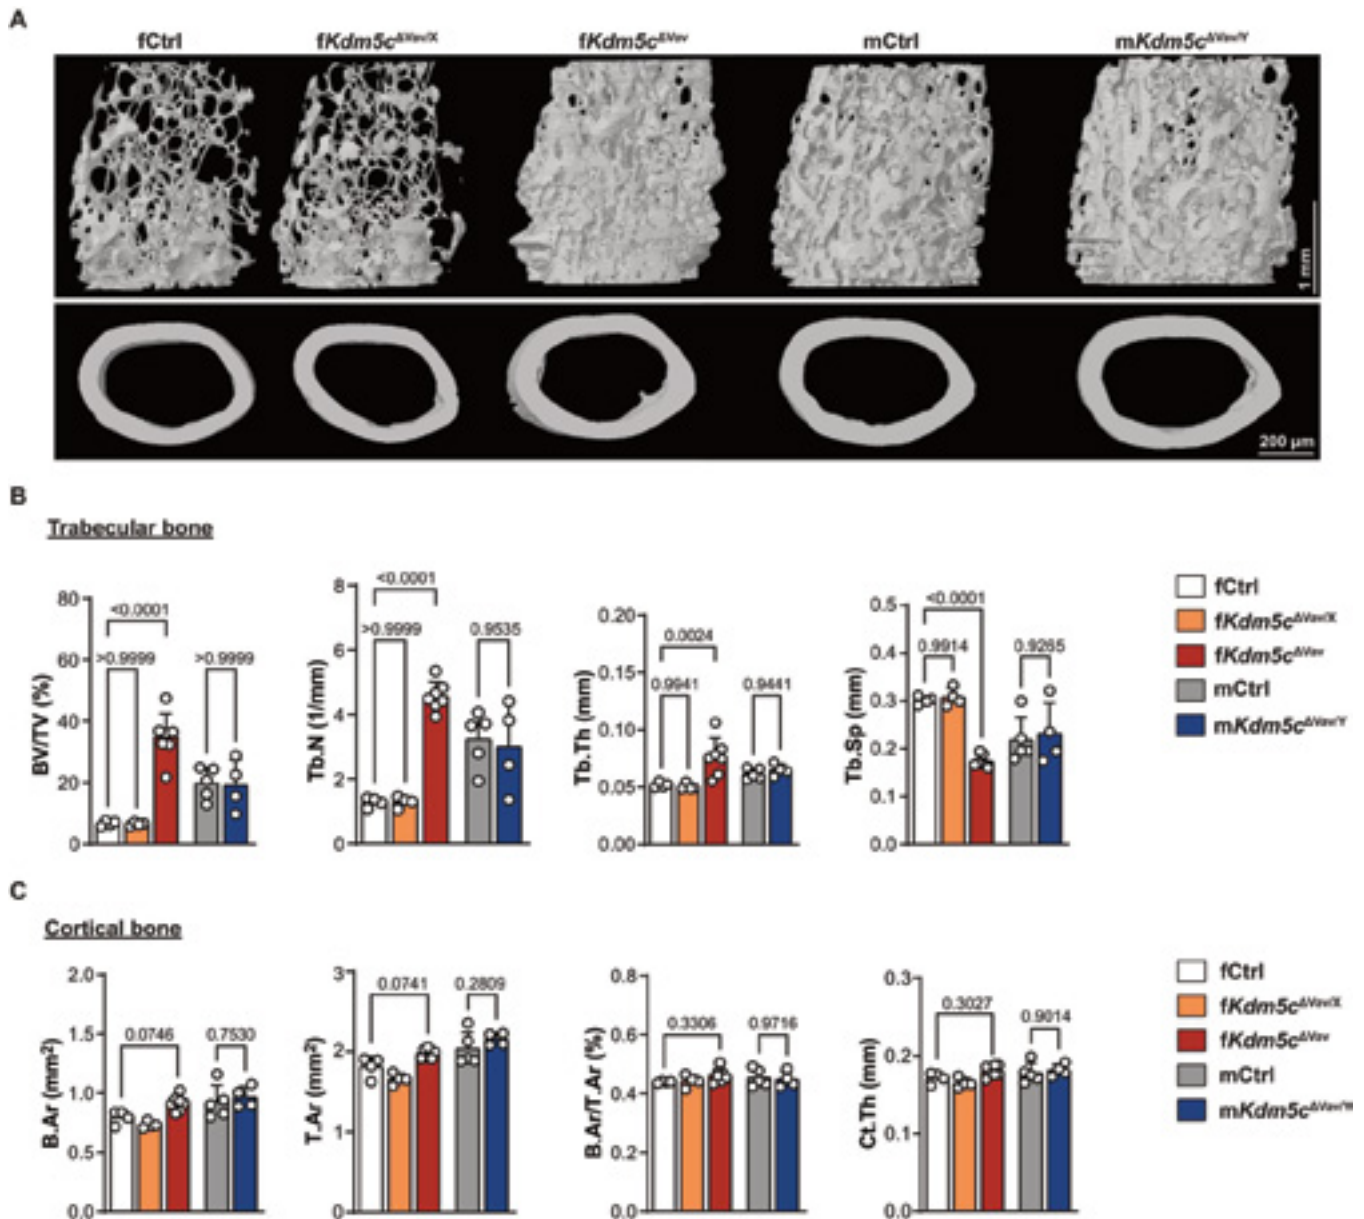 A
fCtrl fKdm5cΔVav/X fKdm5cΔVav mCtrl mKdm5cΔVav/Y
1 mm
200 µm
B
Trabecular bone
BV/TV (%)
80
60
40
20
0
<0.0001
>0.9999
>0.9999
Tb.N (1/mm)
8
6
4
2
0
<0.0001
>0.9999
0.9535
Tb.Th (mm)
0.20
0.15
0.10
0.05
0.00
0.0024
0.9941
0.9441
Tb.Sp (mm)
0.5
0.4
0.3
0.2
0.1
0.0
<0.0001
0.9914
0.9265
fCtrl
fKdm5cΔVav/X
fKdm5cΔVav
mCtrl
mKdm5cΔVav/Y
C
Cortical bone
B.Ar (mm²)
2.0
1.5
1.0
0.5
0.0
0.0746
0.7530
T.Ar (mm²)
3
2
1
0
0.0741
0.2809
B.Ar/T.Ar (%)
0.8
0.6
0.4
0.2
0.0
0.3306
0.9716
Ct.Th (mm)
0.3
0.2
0.1
0.0
0.3027
0.9014
fCtrl
fKdm5cΔVav/X
fKdm5cΔVav
mCtrl